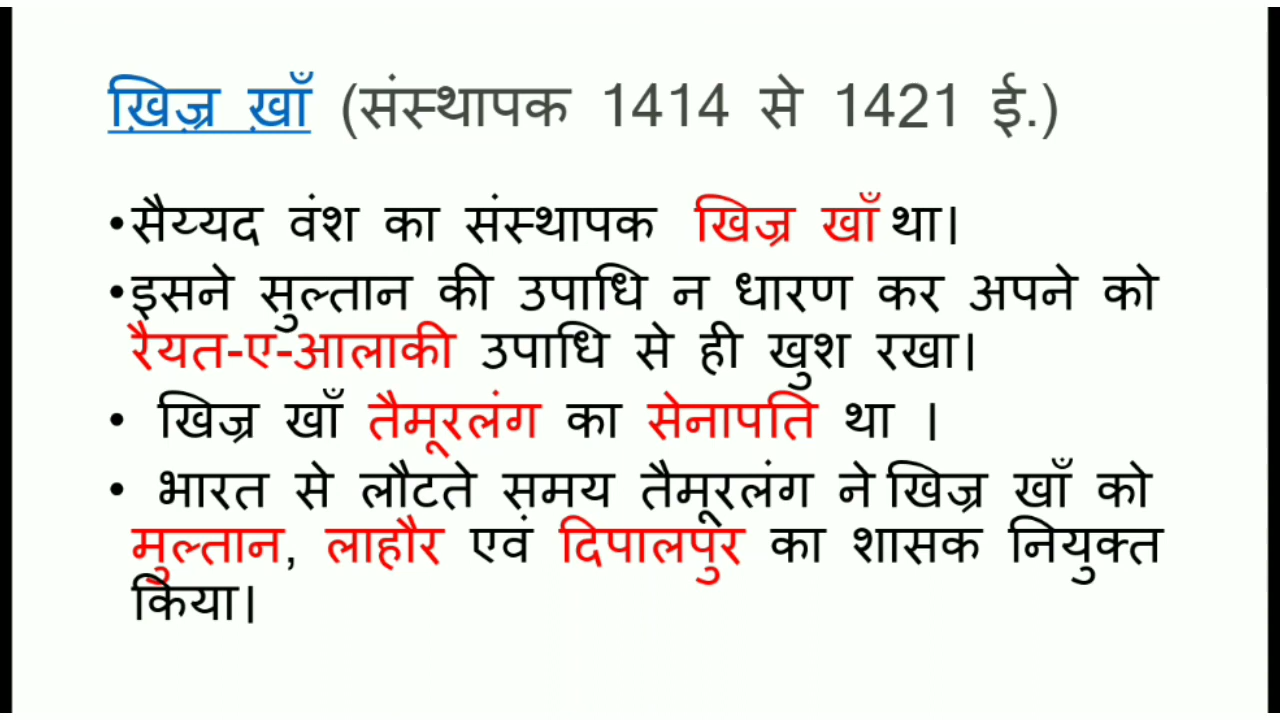 ख़िज़्र ख़ाँ (संस्थापक 1414 से 1421 ई.)
•सैय्यद वंश का संस्थापक खिज्र खाँ था।
•इसने सुल्तान की उपाधि न धारण कर अपने को
रैयत-ए-आलाकी उपाधि से ही खुश रखा।
• खिज्र खाँ तैमूरलंग का सेनापति था ।
• भारत से लौटते समय तैमूरलंग ने खिज्र खाँ को
मुल्तान, लाहौर एवं दिपालपुर का शासक नियुक्त
किया।